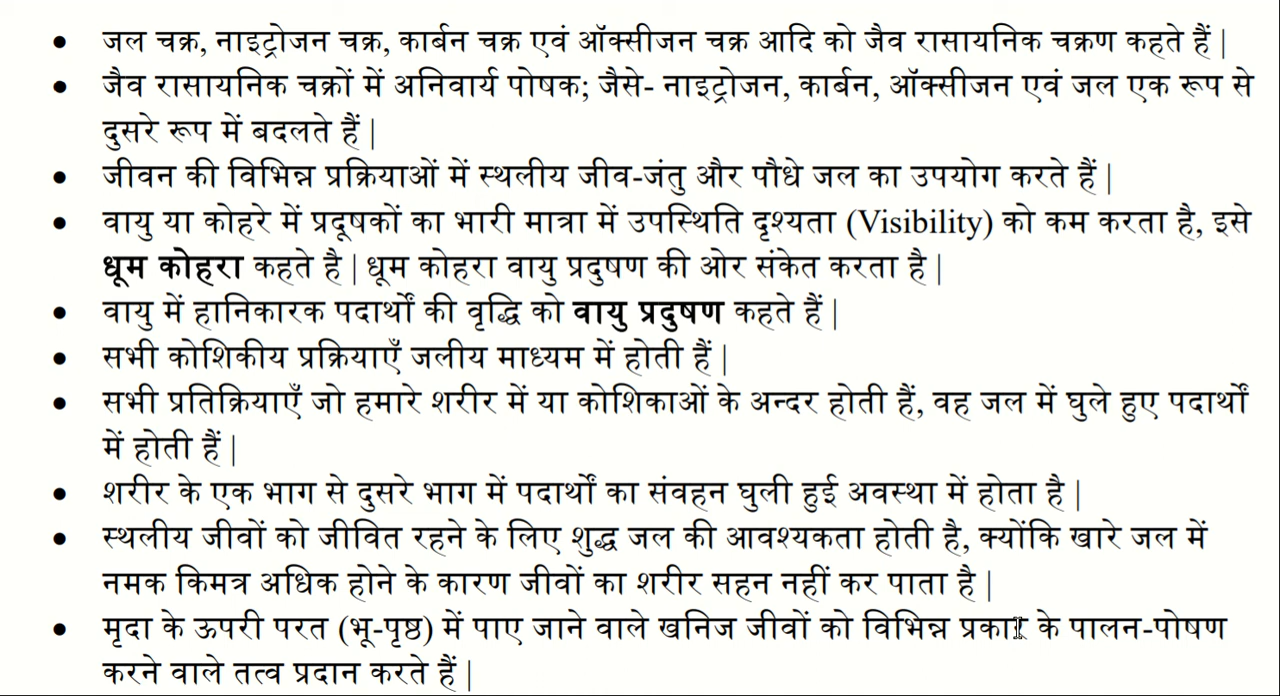 • जल चक्र, नाइट्रोजन चक्र, कार्बन चक्र एवं ऑक्सीजन चक्र आदि को जैव रासायनिक चक्रण कहते हैं |
• जैव रासायनिक चक्रों में अनिवार्य पोषक; जैसे- नाइट्रोजन, कार्बन, ऑक्सीजन एवं जल एक रूप से
दुसरे रूप में बदलते हैं |
• जीवन की विभिन्न प्रक्रियाओं में स्थलीय जीव-जंतु और पौधे जल का उपयोग करते हैं |
• वायु या कोहरे में प्रदूषकों का भारी मात्रा में उपस्थिति दृश्यता (Visibility) को कम करता है, इसे
धूम कोहरा कहते है | धूम कोहरा वायु प्रदुषण की ओर संकेत करता है |
• वायु में हानिकारक पदार्थों की वृद्धि को वायु प्रदुषण कहते हैं |
• सभी कोशिकीय प्रक्रियाएँ जलीय माध्यम में होती हैं |
• सभी प्रतिक्रियाएँ जो हमारे शरीर में या कोशिकाओं के अन्दर होती हैं, वह जल में घुले हुए पदार्थों
में होती हैं |
• शरीर के एक भाग से दुसरे भाग में पदार्थों का संवहन घुली हुई अवस्था में होता है |
• स्थलीय जीवों को जीवित रहने के लिए शुद्ध जल की आवश्यकता होती है, क्योंकि खारे जल में
नमक किमत्र अधिक होने के कारण जीवों का शरीर सहन नहीं कर पाता है |
• मृदा के ऊपरी परत (भू-पृष्ठ) में पाए जाने वाले खनिज जीवों को विभिन्न प्रकार के पालन-पोषण
करने वाले तत्व प्रदान करते हैं |